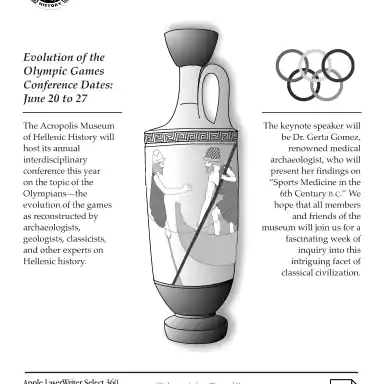 HISTORY
Evolution of the
Olympic Games
Conference Dates:
June 20 to 27
The Acropolis Museum
of Hellenic History will
host its annual
interdisciplinary
conference this year
on the topic of the
Olympians—the
evolution of the games
as reconstructed by
archaeologists,
geologists, classicists,
and other experts on
Hellenic history.
The keynote speaker will
be Dr. Gerta Gomez,
renowned medical
archaeologist, who will
present her findings on
“Sports Medicine in the
6th Century B.C.” We
hope that all members
and friends of the
museum will join us for a
fascinating week of
inquiry into this
intriguing facet of
classical civilization.
Apple LaserWriter Select 360